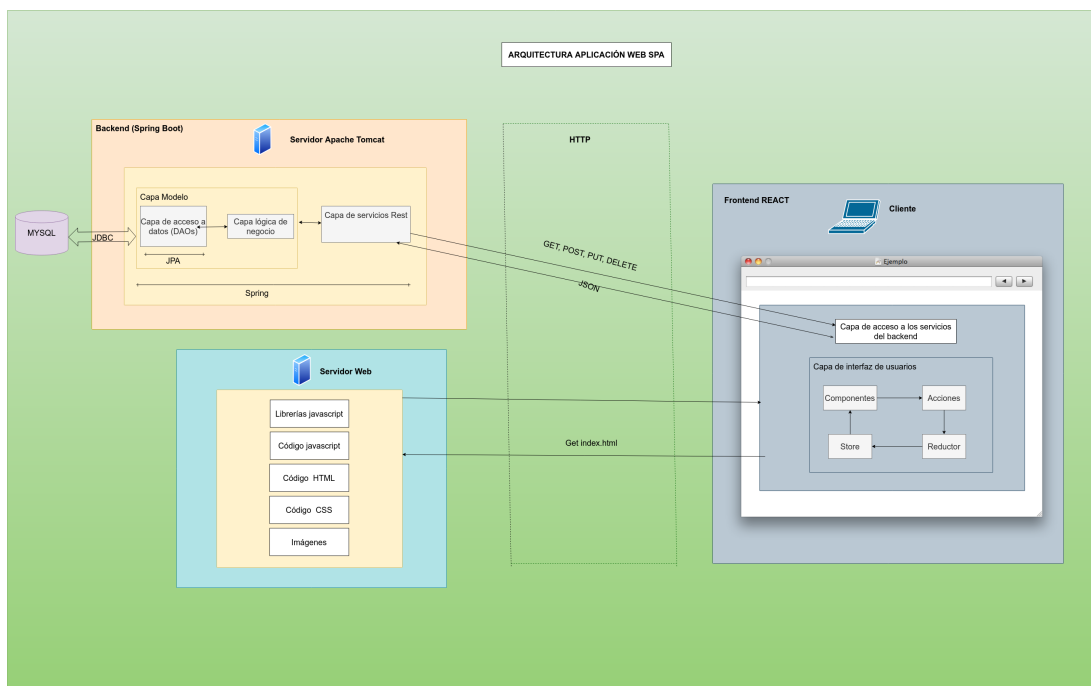 ARQUITECTURA APLICACIÓN WEB SPA
Backend (Spring Boot)
Servidor Apache Tomcat
HTTP
Capa Modelo
Capa de acceso a
datos (DAOs)
Capa lógica de
negocio
Capa de servicios Rest
MYSQL
JDBC
JPA
Spring
GET, POST, PUT, DELETE
JSON
Frontend REACT
Cliente
Ejemplo
Capa de acceso a los servicios
del backend
Capa de interfaz de usuarios
Componentes
Acciones
Store
Reductor
Servidor Web
Librerías javascript
Código javascript
Código HTML
Código CSS
Imágenes
Get index.html